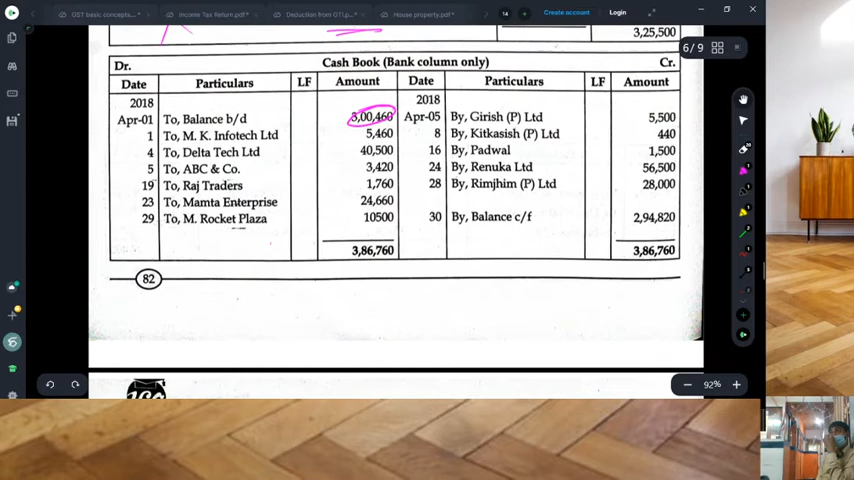 GST basic concepts....*
Income Tax Return.pdf*
Deduction from GTI.p...*
House property.pdf*
14
Create account
Login
3,25,500
6/9
Dr. Cash Book (Bank column only) Cr.
Date Particulars LF Amount Date Particulars LF Amount
2018 2018
Apr-01 To, Balance b/d 3,00,460 Apr-05 By, Girish (P) Ltd 5,500
1 To, M. K. Infotech Ltd 5,460 8 By, Kitkasish (P) Ltd 440
4 To, Delta Tech Ltd 40,500 16 By, Padwal 1,500
5 To, ABC & Co. 3,420 24 By, Renuka Ltd 56,500
19 To, Raj Traders 1,760 28 By, Rimjhim (P) Ltd 28,000
23 To, Mamta Enterprise 24,660
29 To, M. Rocket Plaza 10500 30 By, Balance c/f 2,94,820
3,86,760 3,86,760
82
92%